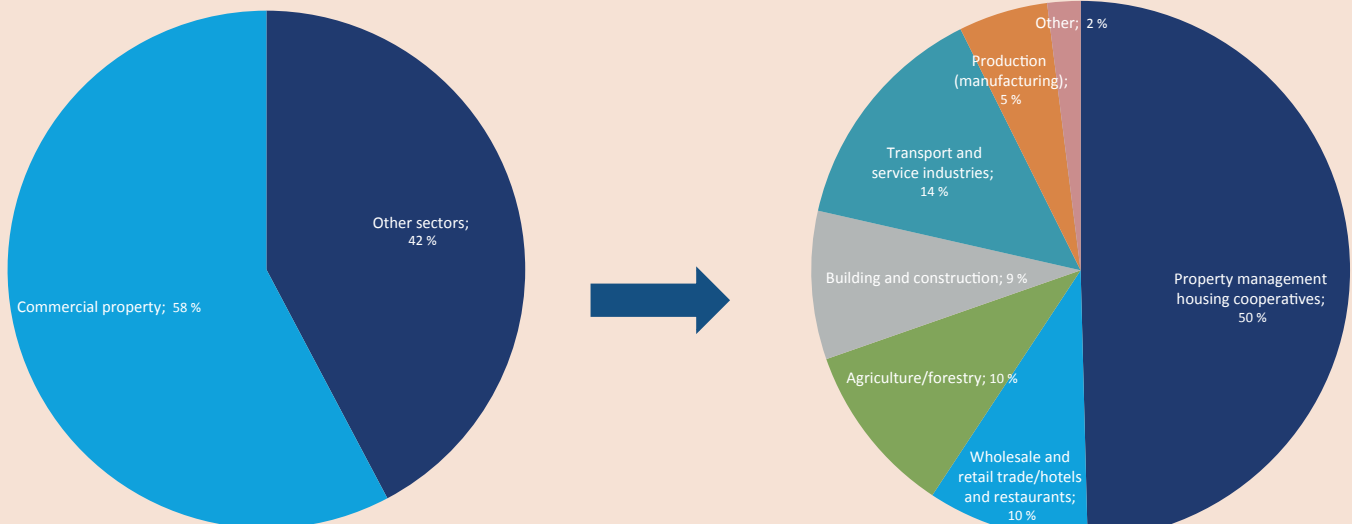 Other sectors;
42 %
Commercial property; 58 %
Other; 2 %
Production
(manufacturing);
5 %
Transport and
service industries;
14 %
Building and construction; 9 %
Property management
housing cooperatives;
50 %
Agriculture/forestry; 10 %
Wholesale and
retail trade/hotels
and restaurants;
10 %